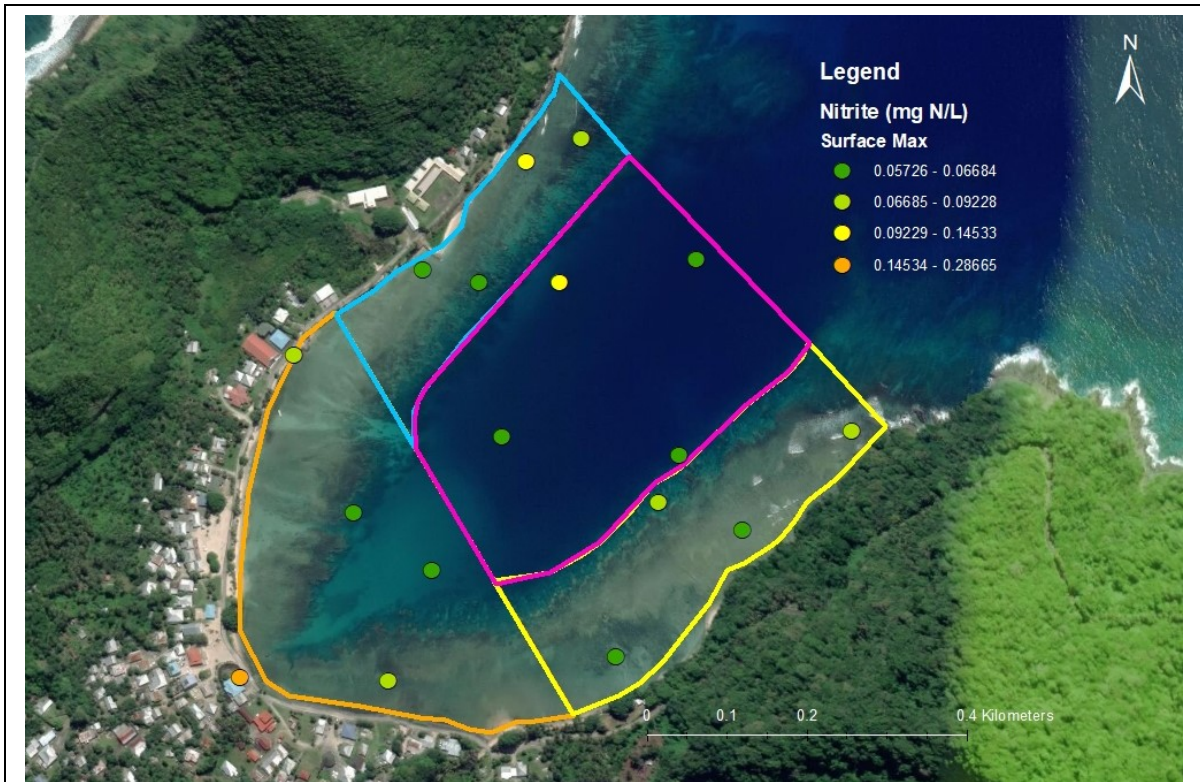 N
Legend
Nitrite (mg N/L)
Surface Max
0.05726 - 0.06684
0.06685 - 0.09228
0.09229 - 0.14533
0.14534 - 0.28665
0 0.1 0.2 0.4 Kilometers